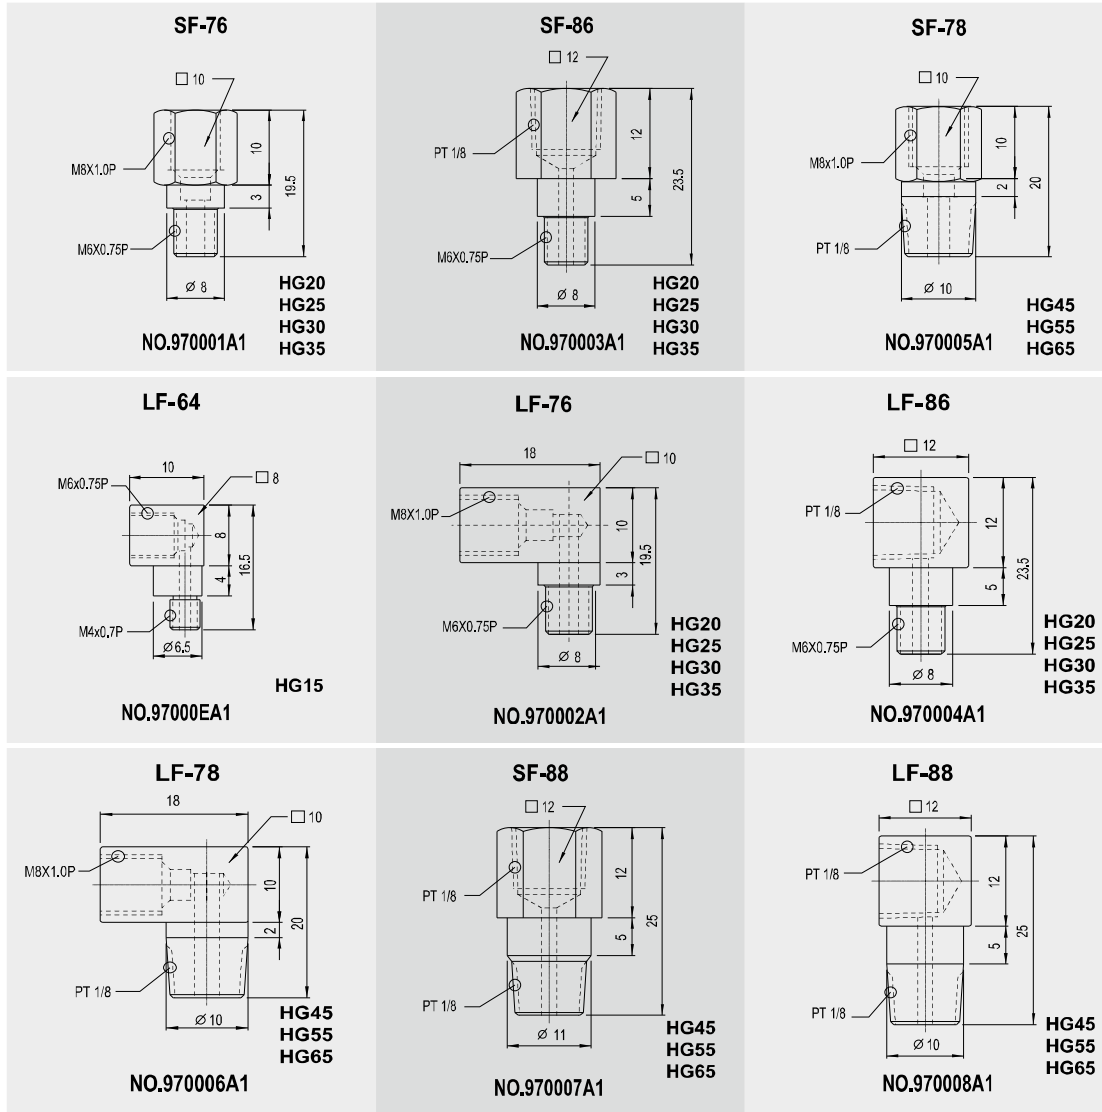 SF-76
□ 10
M8X1.0P
10
3
19.5
M6X0.75P
Ø 8
HG20
HG25
HG30
HG35
NO.970001A1
SF-86
□ 12
PT 1/8
12
5
23.5
M6X0.75P
Ø 8
HG20
HG25
HG30
HG35
NO.970003A1
SF-78
□ 10
M8x1.0P
10
2
20
PT 1/8
Ø 10
HG45
HG55
HG65
NO.970005A1
LF-64
10
□ 8
M6x0.75P
8
4
16.5
M4x0.7P
Ø6.5
HG15
NO.97000EA1
LF-76
18
□ 10
M8X1.0P
10
3
19.5
M6X0.75P
Ø 8
HG20
HG25
HG30
HG35
NO.970002A1
LF-86
□ 12
PT 1/8
12
5
23.5
M6X0.75P
Ø 8
HG20
HG25
HG30
HG35
NO.970004A1
LF-78
18
□ 10
M8X1.0P
10
2
20
PT 1/8
Ø 10
HG45
HG55
HG65
NO.970006A1
SF-88
□ 12
PT 1/8
12
5
25
PT 1/8
Ø 11
HG45
HG55
HG65
NO.970007A1
LF-88
□ 12
PT 1/8
12
5
25
PT 1/8
Ø 10
HG45
HG55
HG65
NO.970008A1